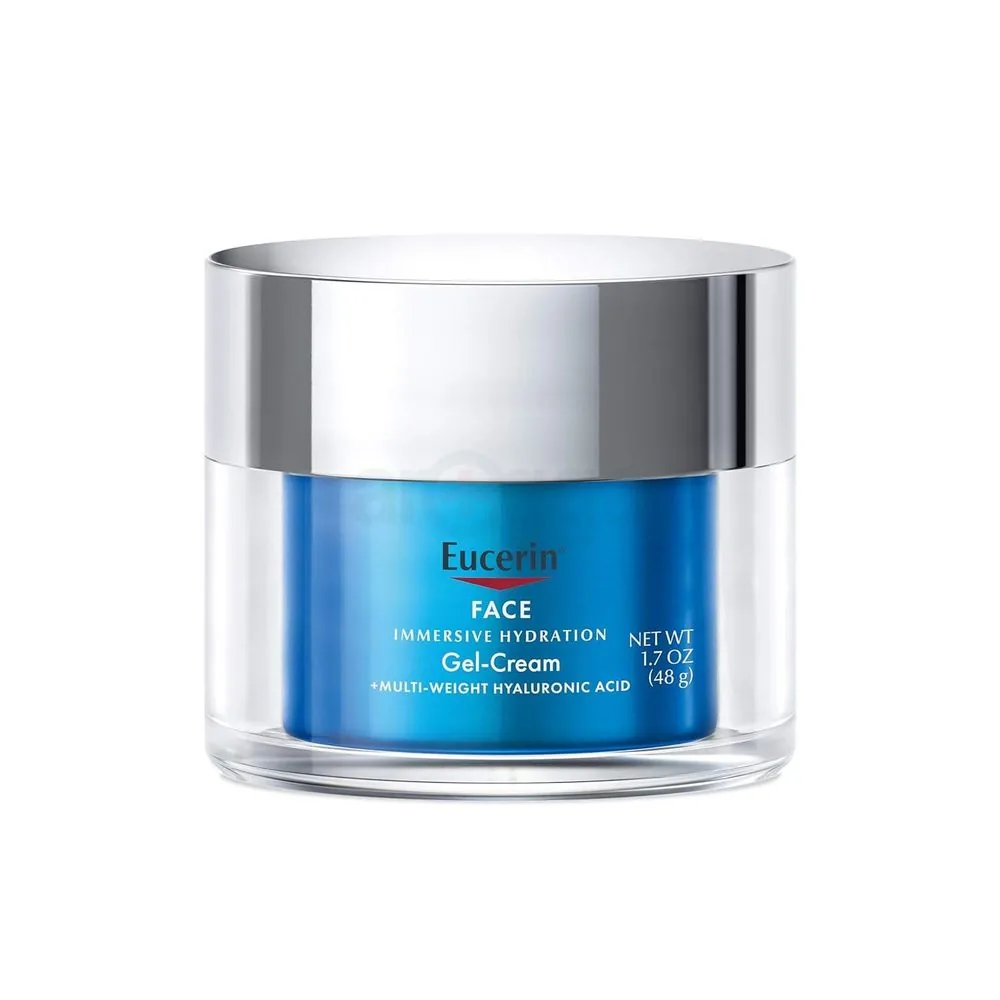 Eucerin®
FACE
IMMERSIVE HYDRATION
Gel-Cream
+MULTI-WEIGHT HYALURONIC ACID
NET WT
1.7 OZ
(48 g)